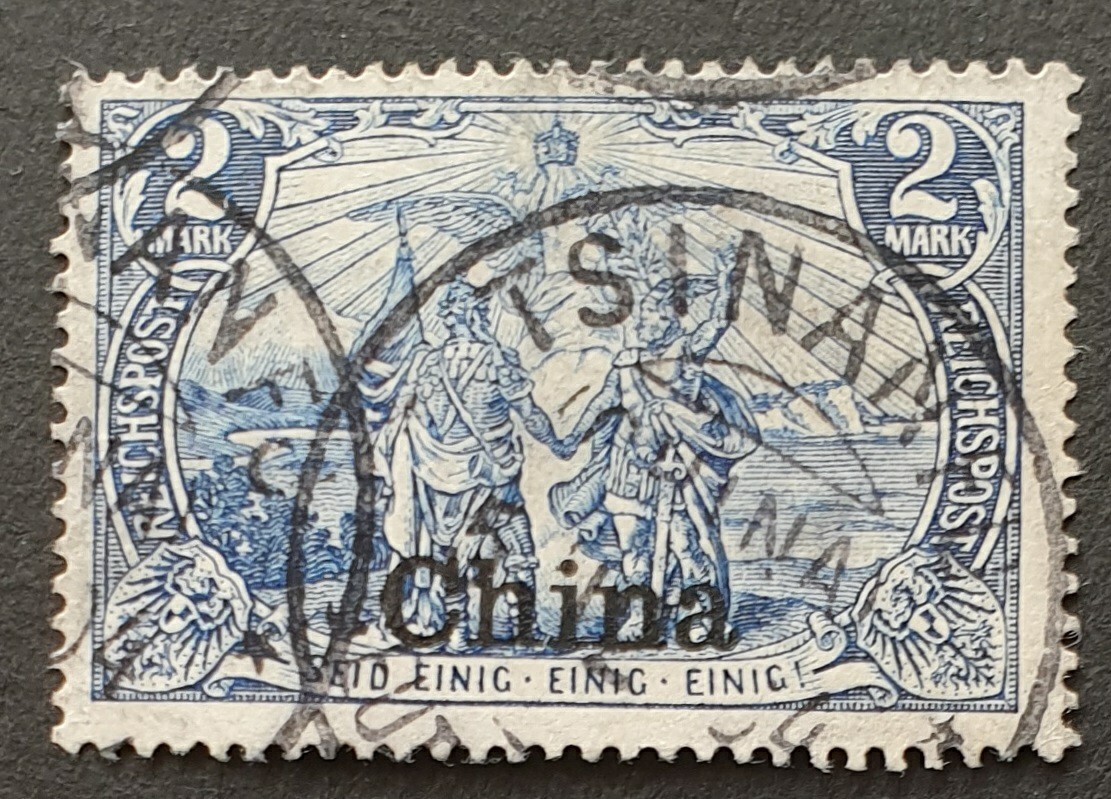 2 2
MARK MARK
REICHSPOST REICHSPOST
TSINAN
China
SEID EINIG · EINIG · EINIG!